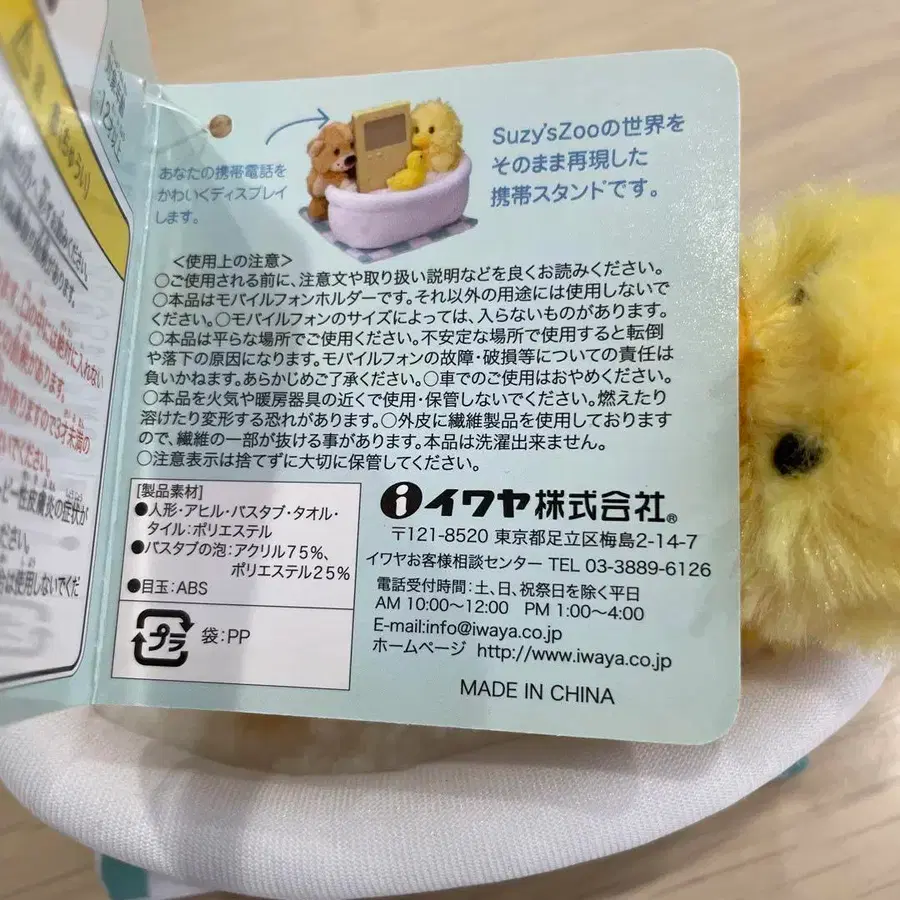 あなたの携帯電話を
かわいくディスプレイ
します。
Suzy'sZooの世界を
そのまま再現した
携帯スタンドです。
＜使用上の注意＞
○ご使用される前に、注意文や取り扱い説明などを良くお読みください。
○本品はモバイルフォンホルダーです。それ以外の用途には使用しないで
ください。○モバイルフォンのサイズによっては、入らないものがあります。
○本品は平らな場所でご使用ください。不安定な場所で使用すると転倒
や落下の原因になります。モバイルフォンの故障・破損等についての責任は
負いかねます。あらかじめご了承ください。○車でのご使用はおやめください。
○本品を火気や暖房器具の近くで使用・保管しないでください。燃えたり
溶けたり変形する恐れがあります。○外皮に繊維製品を使用しております
ので、繊維の一部が抜ける事があります。本品は洗濯出来ません。
○注意表示は捨てずに大切に保管してください。
[製品素材]
●人形・アヒル・バスタブ・タオル・
タイル：ポリエステル
●バスタブの泡：アクリル75%、
ポリエステル25%
●目玉：ABS
プラ 袋：PP
イワヤ株式会社®
〒121-8520 東京都足立区梅島2-14-7
イワヤお客様相談センター TEL 03-3889-6126
電話受付時間：土、日、祝祭日を除く平日
AM 10:00～12:00 PM 1:00～4:00
E-mail:info@iwaya.co.jp
ホームページ http://www.iwaya.co.jp
MADE IN CHINA